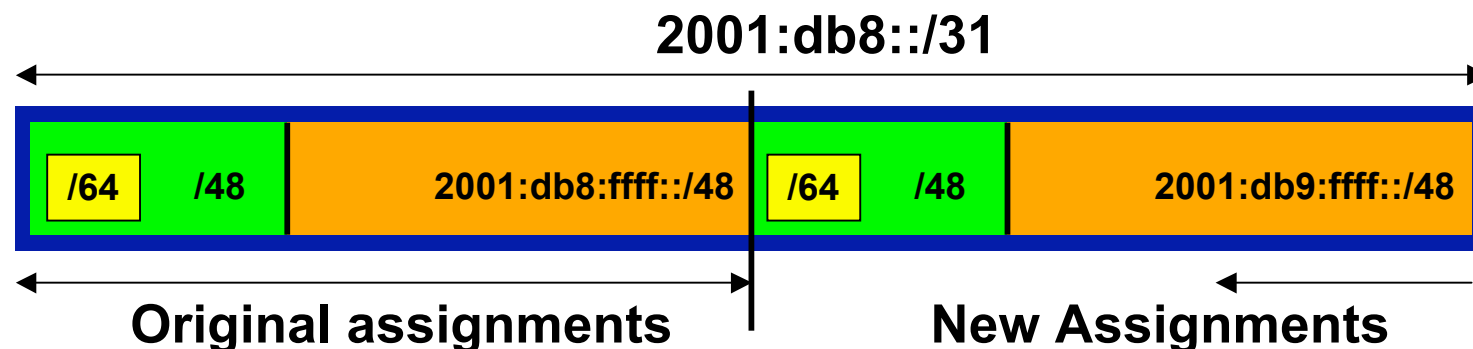 2001:db8::/31
/64 /48 2001:db8:ffff::/48 /64 /48 2001:db9:ffff::/48
Original assignments New Assignments